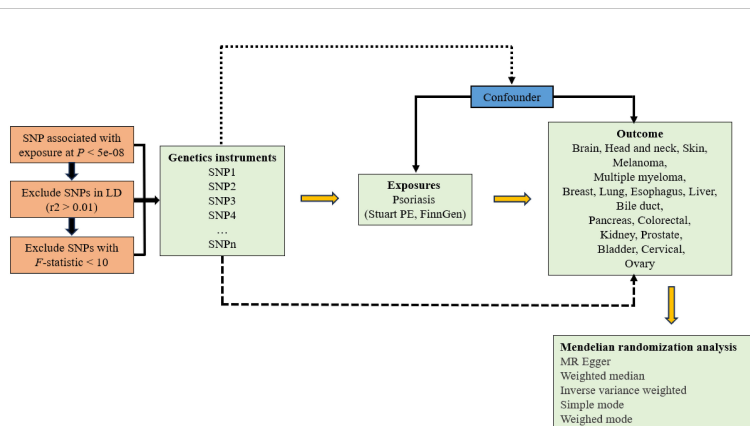 Confounder
SNP associated with
exposure at P < 5e-08
Exclude SNPs in LD
(r2 > 0.01)
Exclude SNPs with
F-statistic < 10
Genetics instruments
SNP1
SNP2
SNP3
SNP4
…
SNPn
Exposures
Psoriasis
(Stuart PE, FinnGen)
Outcome
Brain, Head and neck, Skin,
Melanoma,
Multiple myeloma,
Breast, Lung, Esophagus, Liver,
Bile duct,
Pancreas, Colorectal,
Kidney, Prostate,
Bladder, Cervical,
Ovary
Mendelian randomization analysis
MR Egger
Weighted median
Inverse variance weighted
Simple mode
Weighed mode